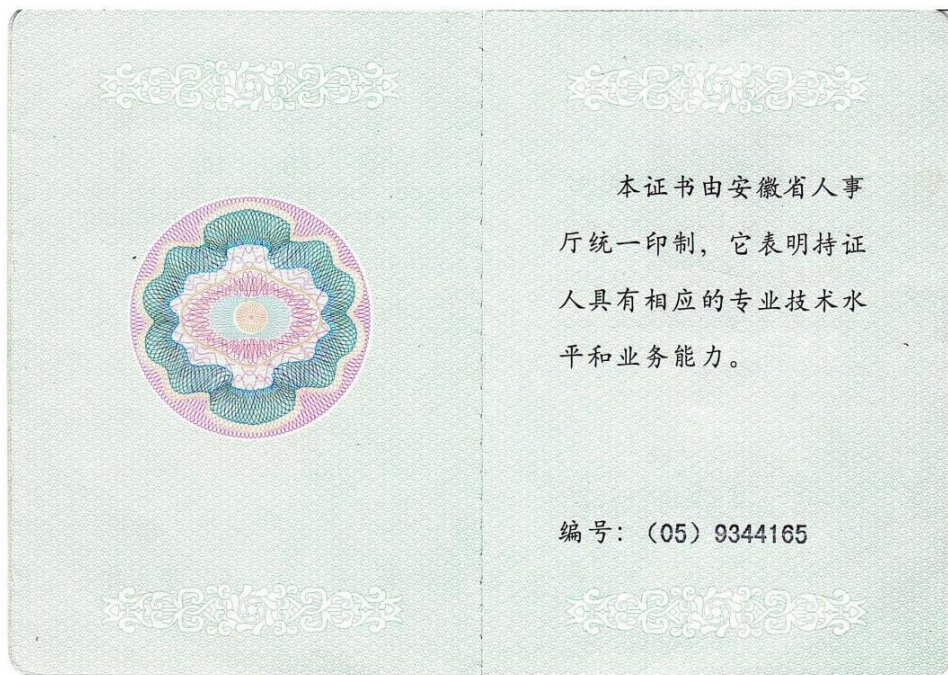 本证书由安徽省人事
厅统一印制，它表明持证
人具有相应的专业技术水
平和业务能力。
编号：（05）9344165